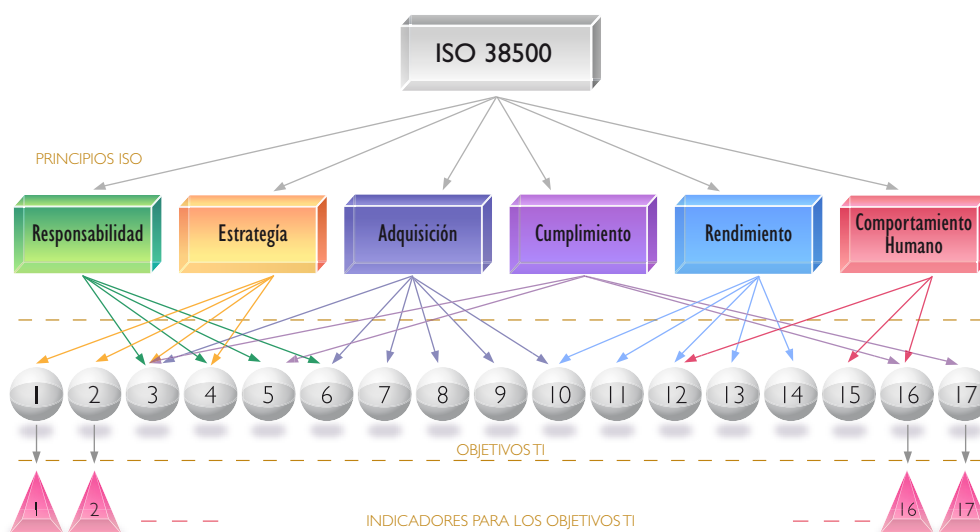 ISO 38500
PRINCIPIOS ISO
Responsabilidad
Estrategía
Adquisición
Cumplimiento
Rendimiento
Comportamiento
Humano
1 2 3 4 5 6 7 8 9 10 11 12 13 14 15 16 17
OBJETIVOS TI
1 2 16 17
INDICADORES PARA LOS OBJETIVOS TI